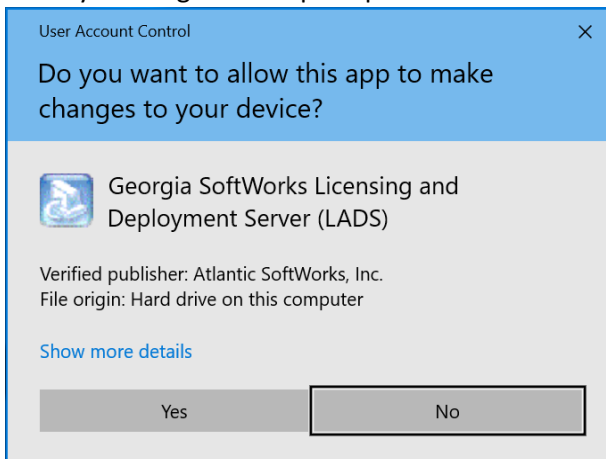 User Account Control
Do you want to allow this app to make
changes to your device?
Georgia SoftWorks Licensing and
Deployment Server (LADS)
Verified publisher: Atlantic SoftWorks, Inc.
File origin: Hard drive on this computer
Show more details
Yes
No